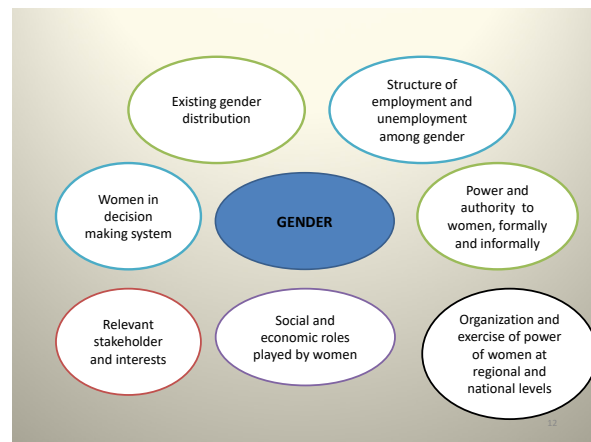 Existing gender
distribution
Structure of
employment and
unemployment
among gender
Women in
decision
making system
GENDER
Power and
authority to
women, formally
and informally
Relevant
stakeholder
and interests
Social and
economic roles
played by women
Organization and
exercise of power
of women at
regional and
national levels
12